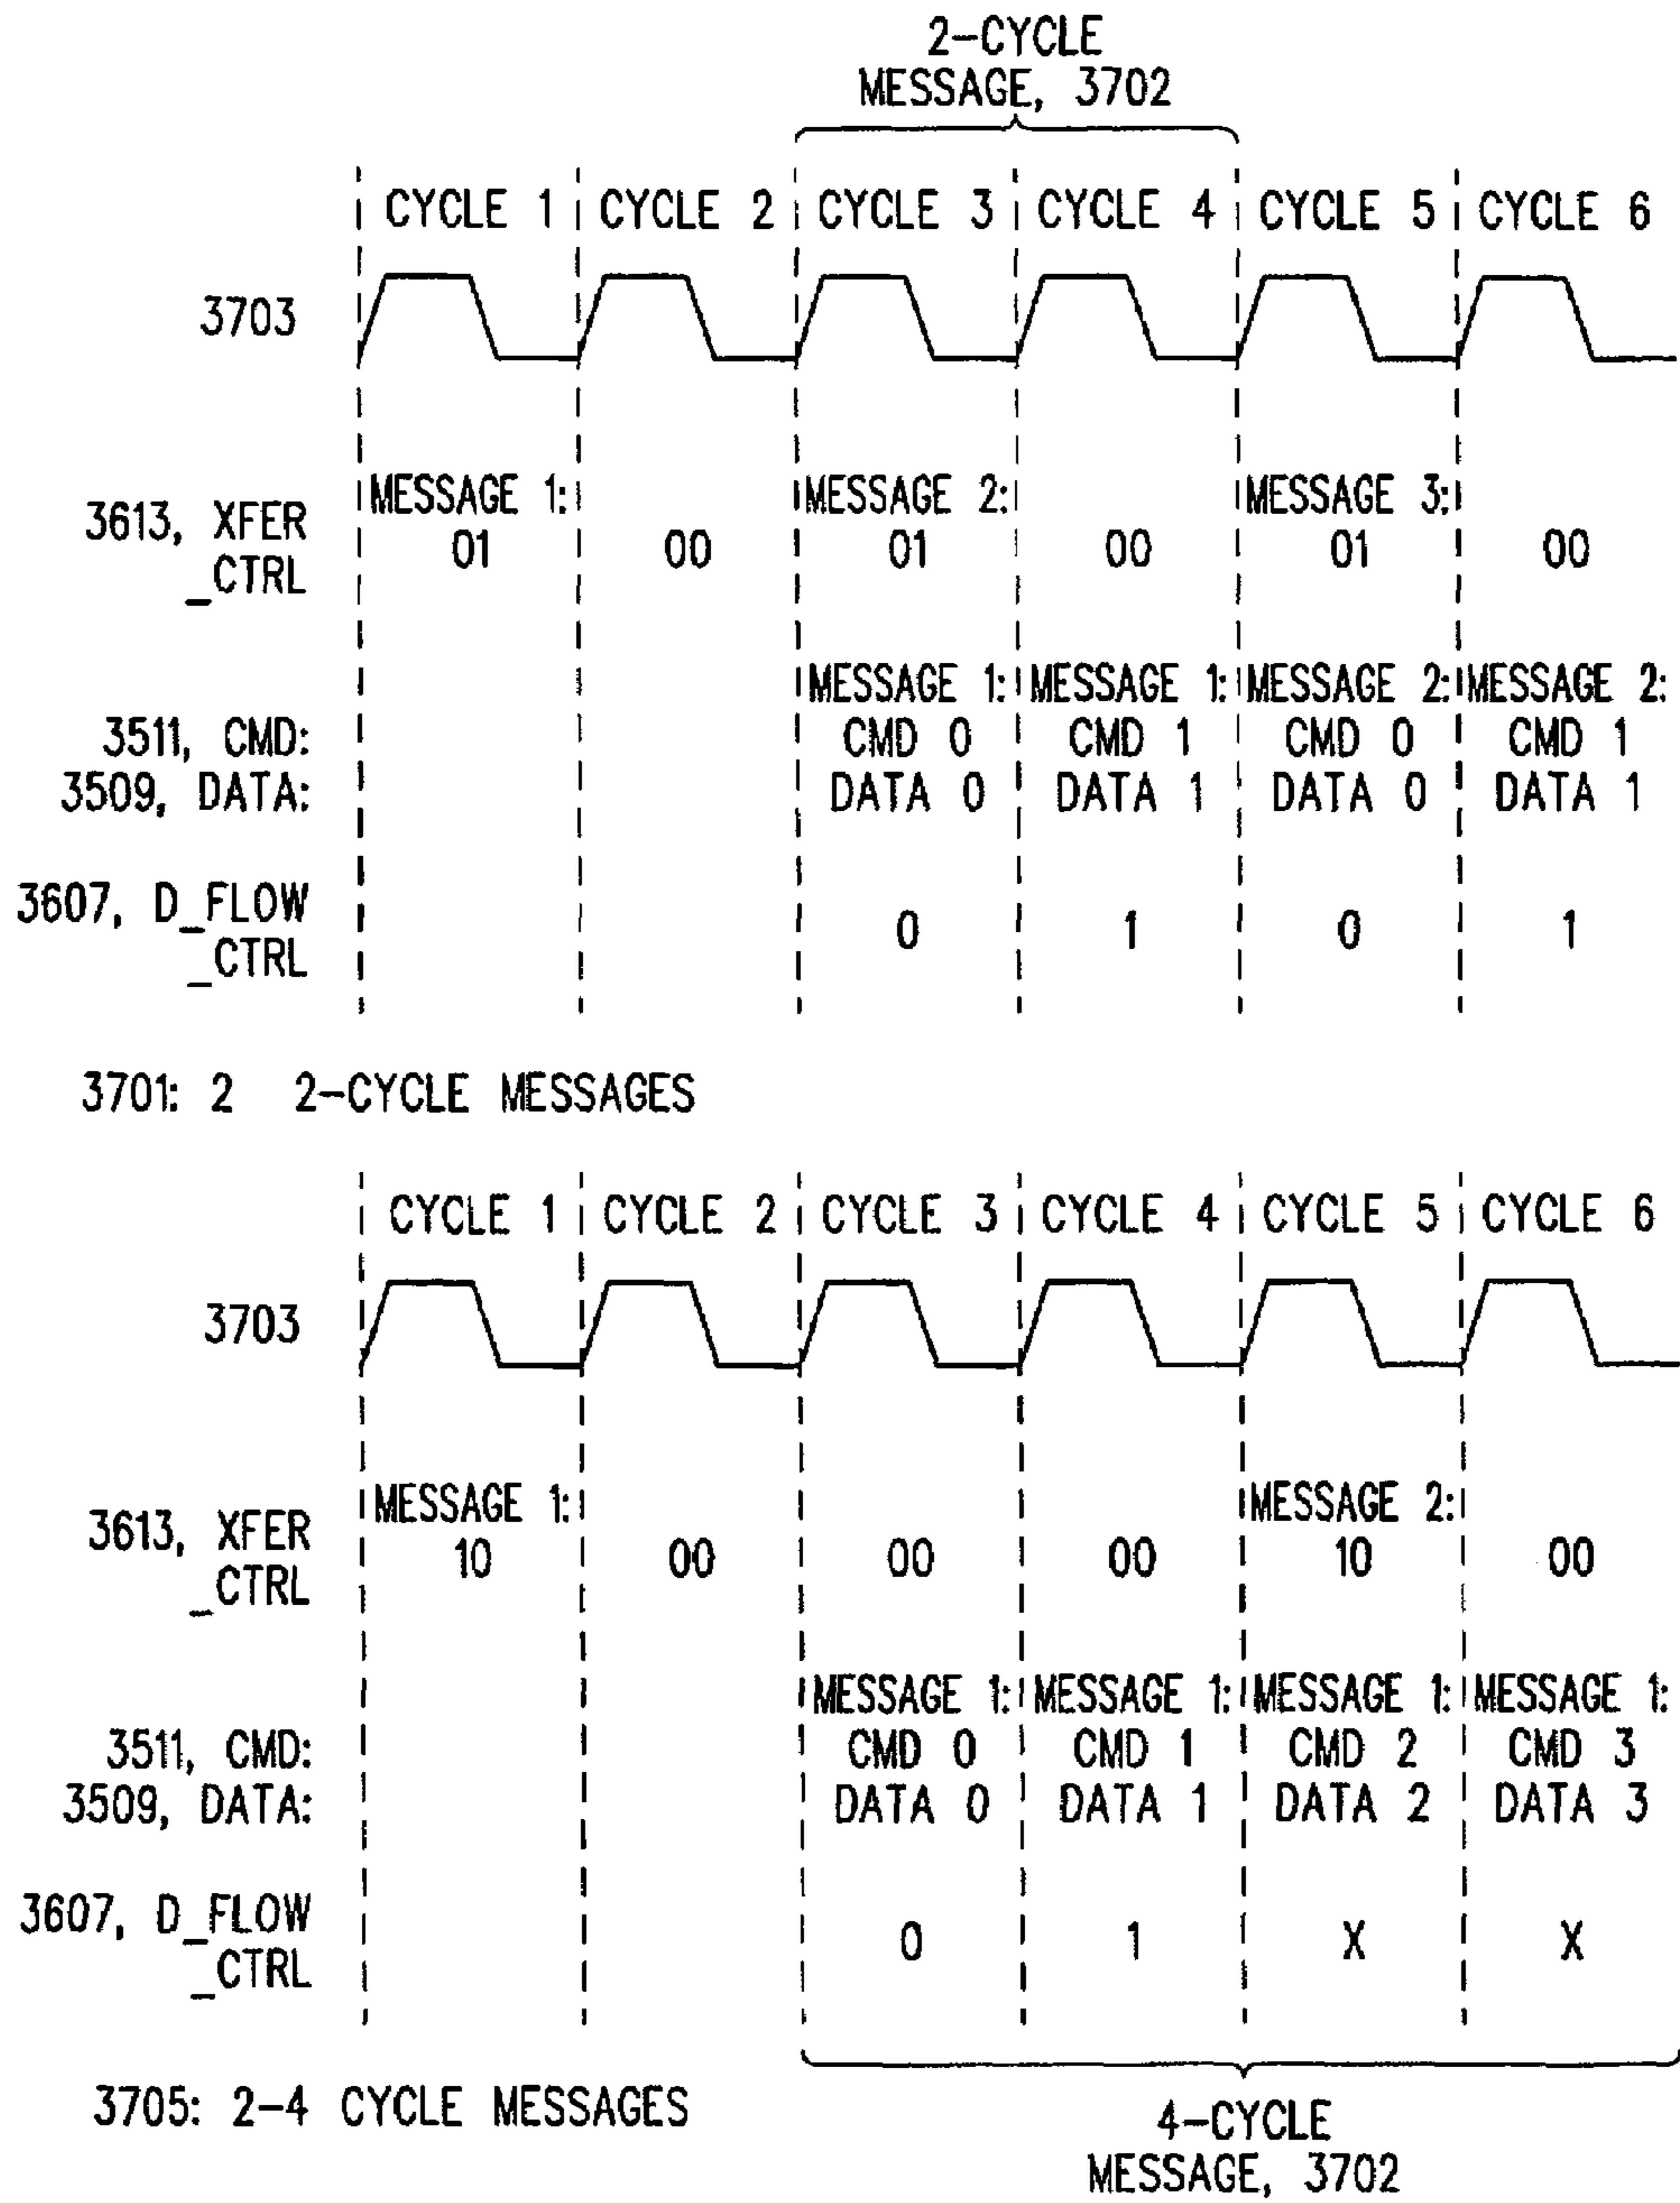 2-CYCLE
MESSAGE, 3702
CYCLE 1 CYCLE 2 CYCLE 3 CYCLE 4 CYCLE 5 CYCLE 6
3703
MESSAGE 1: MESSAGE 2: MESSAGE 3:
3613, XFER
01 00 01 00 01 00
_CTRL
MESSAGE 1: MESSAGE 1: MESSAGE 2: MESSAGE 2:
3511, CMD: CMD 0 CMD 1 CMD 0 CMD 1
3509, DATA: DATA 0 DATA 1 DATA 0 DATA 1
3607, D_FLOW
0 1 0 1
_CTRL
3701: 2 2-CYCLE MESSAGES
CYCLE 1 CYCLE 2 CYCLE 3 CYCLE 4 CYCLE 5 CYCLE 6
3703
MESSAGE 1: MESSAGE 2:
3613, XFER
10 00 00 00 10 00
_CTRL
MESSAGE 1: MESSAGE 1: MESSAGE 1: MESSAGE 1:
3511, CMD: CMD 0 CMD 1 CMD 2 CMD 3
3509, DATA: DATA 0 DATA 1 DATA 2 DATA 3
3607, D_FLOW
0 1 X X
_CTRL
3705: 2-4 CYCLE MESSAGES
4-CYCLE
MESSAGE, 3702